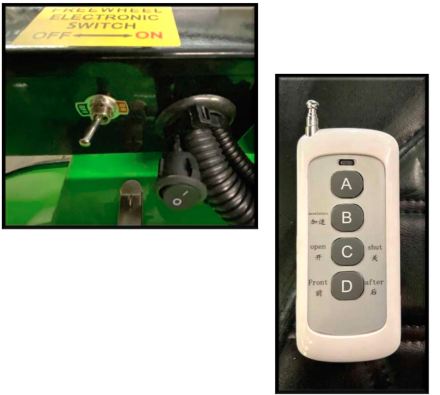 FREEWHEEL
ELECTRONIC
SWITCH
OFF ON
A
B
加速
open C shut
开 关
Front D after
前 后